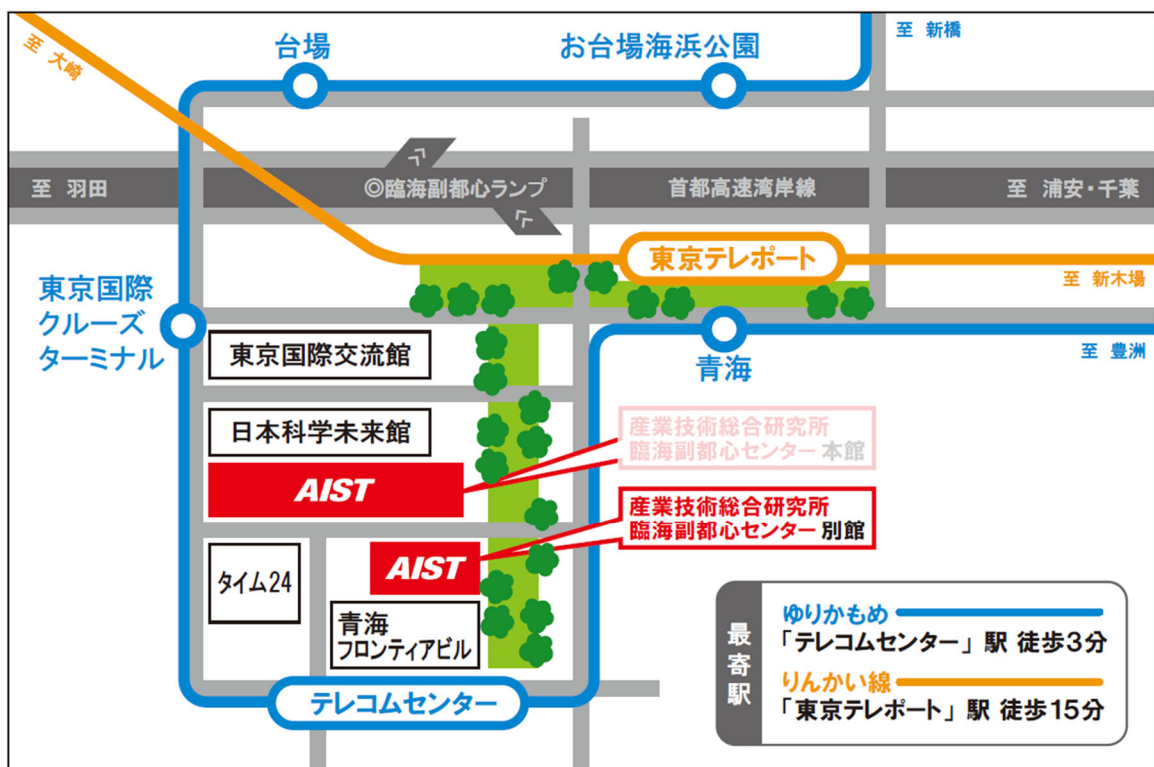 至 大崎
台場
お台場海浜公園
至 新橋
至 羽田
◎臨海副都心ランプ
首都高速湾岸線
至 浦安・千葉
東京テレポート
至 新木場
東京国際
クルーズ
ターミナル
青海
至 豊洲
東京国際交流館
日本科学未来館
AIST
産業技術総合研究所
臨海副都心センター 本館
産業技術総合研究所
臨海副都心センター 別館
タイム24
AIST
青海
フロンティアビル
テレコムセンター
最寄駅
ゆりかもめ
「テレコムセンター」駅 徒歩3分
りんかい線
「東京テレポート」駅 徒歩15分